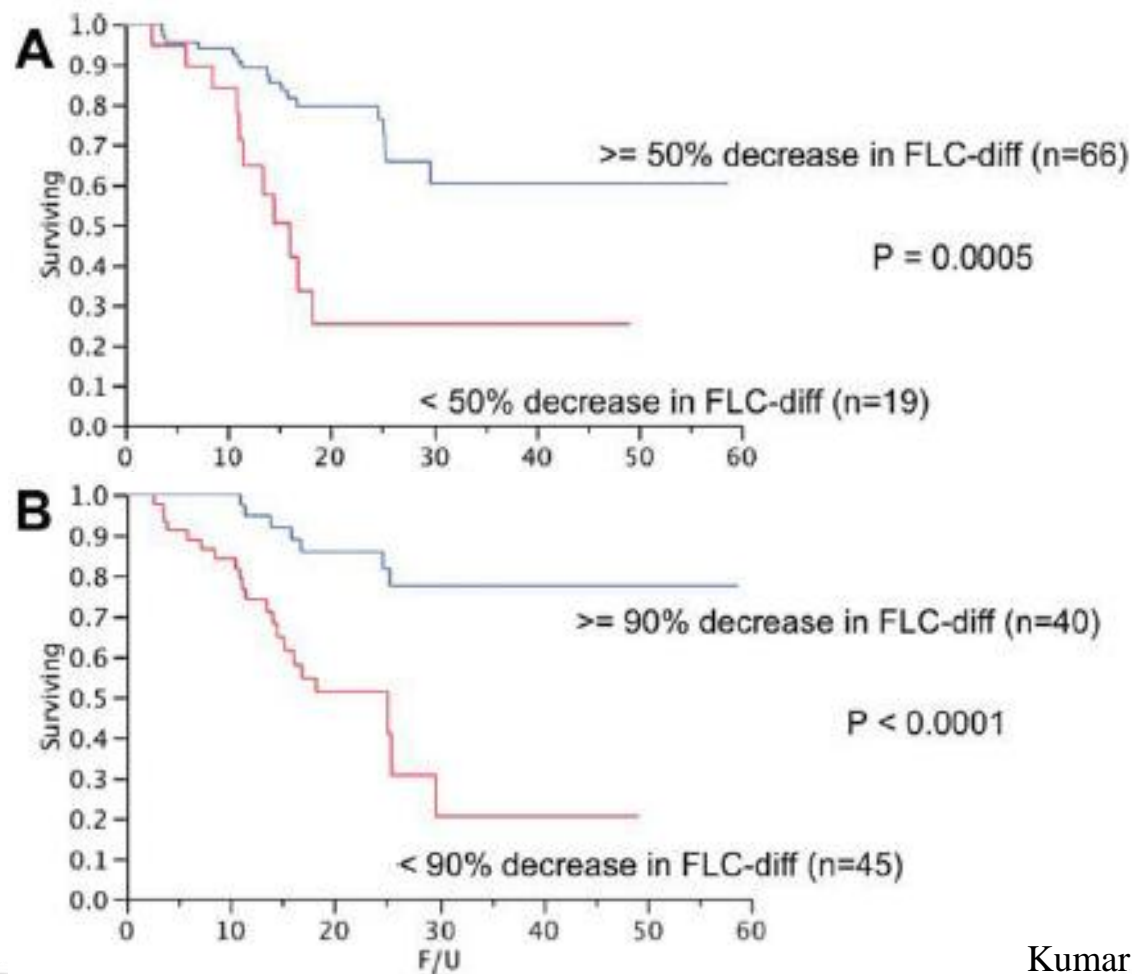 A
1.0
0.9
0.8
0.7
0.6
0.5
0.4
0.3
0.2
0.1
0.0
Surviving
>= 50% decrease in FLC-diff (n=66)
P = 0.0005
< 50% decrease in FLC-diff (n=19)
0 10 20 30 40 50 60
B
1.0
0.9
0.8
0.7
0.6
0.5
0.4
0.3
0.2
0.1
0.0
Surviving
>= 90% decrease in FLC-diff (n=40)
P < 0.0001
< 90% decrease in FLC-diff (n=45)
0 10 20 30 40 50 60
F/U
Kumar